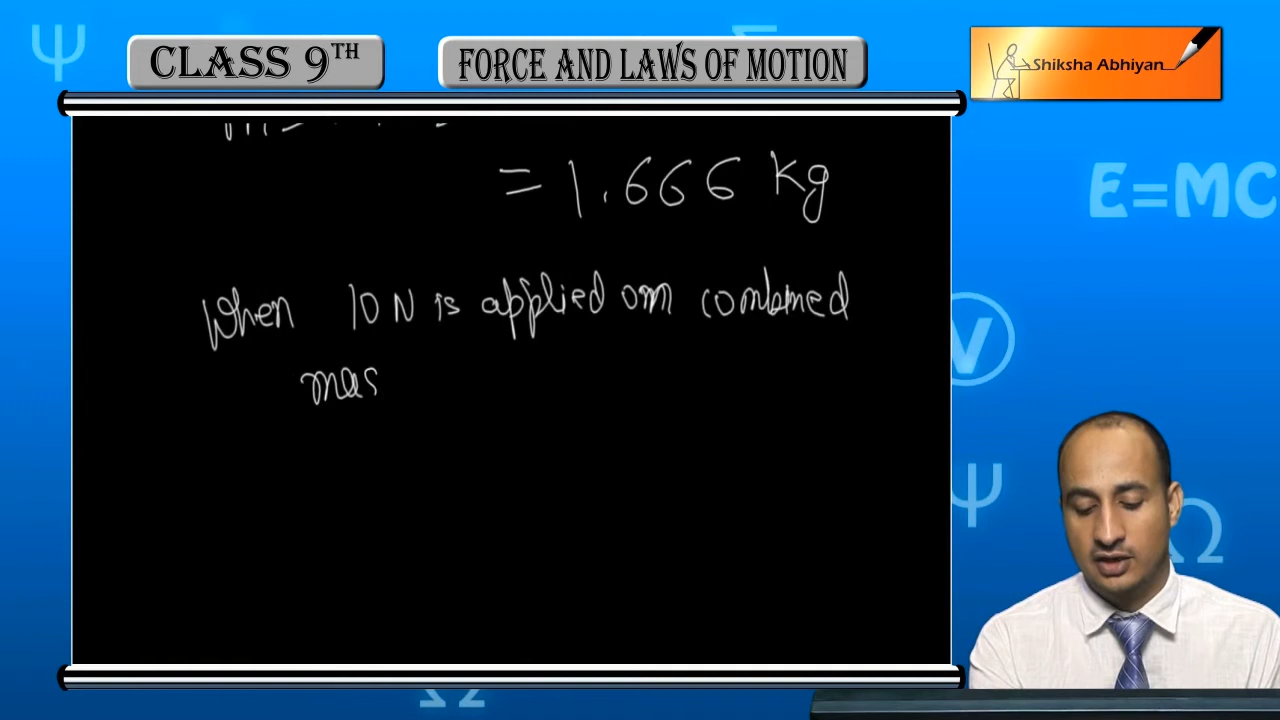 CLASS 9TH
FORCE AND LAWS OF MOTION
Shiksha Abhiyan
= 1.666 Kg
E=MC
When 10 N is applied on combined
mas
V
Ψ
Ψ
Ω
Ω
Σ